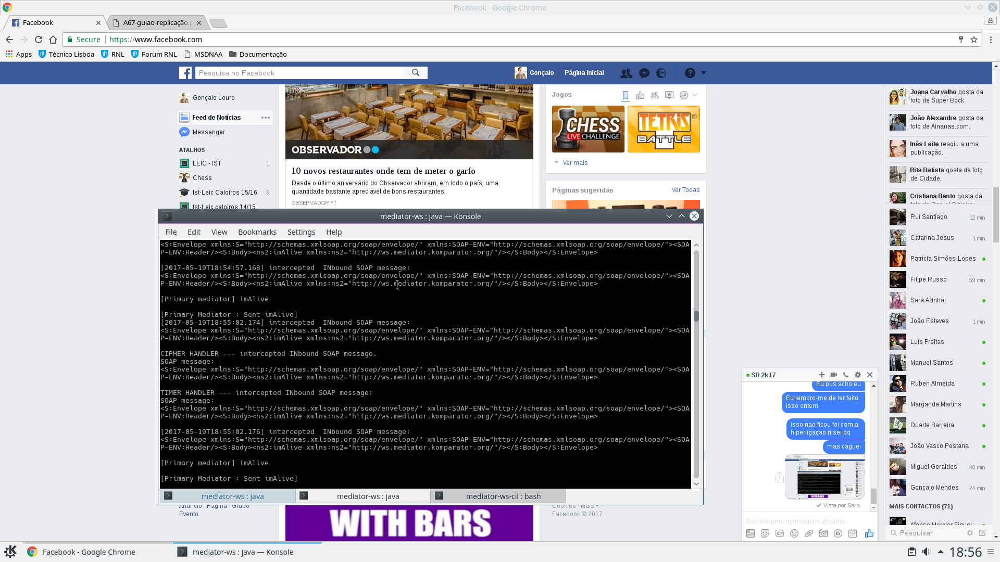 Facebook - Google Chrome
Facebook
A67-guiao-replicação.p
Secure
https://www.facebook.com
Apps
Técnico Lisboa
RNL
Forum RNL
MSDNAA
Documentação
Pesquisa no Facebook
Gonçalo
Página inicial
Gonçalo Louro
Feed de Notícias
Messenger
ATALHOS
LEIC - IST
1
Chess
Ist-Leic Caloiros 15/16
3
Ist-Leic caloiros 14/15
OBSERVADOR
10 novos restaurantes onde tem de meter o garfo
Desde o último aniversário do Observador abriram, em todo o país, uma
quantidade bastante apreciável de bons restaurantes.
OBSERVADOR.PT
Jogos
CHESS
LIVE CHALLENGE
TETRIS
BATTLE
Ver mais
Páginas sugeridas
Ver Todas
Joana Carvalho gosta da
foto de Super Bock.
João Alexandre gosta da
foto de Ainanas.com.
Inês Leite reagiu a uma
publicação.
Rita Batista gosta da foto
de Cidade.
Cristiana Bento gosta da
Rui Santiago
12 min
Catarina Jesus
1 min
Patrícia Simões-Lopes
Filipe Russo
59 min
Sara Azinhal
João Esteves
1 min
Luís Freitas
Manuel Santos
Ruben Almeida
Margarida Martins
Duarte Barreira
João Vasco Pestana
Miguel Geraldes
40 min
Gonçalo Mendes
24 min
MAIS CONTACTOS (71)
Pesquisar
mediator-ws : java — Konsole
File
Edit
View
Bookmarks
Settings
Help
<S:Envelope xmlns:S="http://schemas.xmlsoap.org/soap/envelope/" xmlns:SOAP-ENV="http://schemas.xmlsoap.org/soap/envelope/"><SOA
P-ENV:Header/><S:Body><ns2:imAlive xmlns:ns2="http://ws.mediator.komparator.org/"/></S:Body></S:Envelope>
[2017-05-19T18:54:57.168] intercepted  INbound SOAP message:
<S:Envelope xmlns:S="http://schemas.xmlsoap.org/soap/envelope/" xmlns:SOAP-ENV="http://schemas.xmlsoap.org/soap/envelope/"><SOA
P-ENV:Header/><S:Body><ns2:imAlive xmlns:ns2="http://ws.mediator.komparator.org/"/></S:Body></S:Envelope>
[Primary mediator] imAlive
[Primary Mediator : Sent imAlive]
[2017-05-19T18:55:02.174] intercepted  INbound SOAP message:
<S:Envelope xmlns:S="http://schemas.xmlsoap.org/soap/envelope/" xmlns:SOAP-ENV="http://schemas.xmlsoap.org/soap/envelope/"><SOA
P-ENV:Header/><S:Body><ns2:imAlive xmlns:ns2="http://ws.mediator.komparator.org/"/></S:Body></S:Envelope>
CIPHER HANDLER --- intercepted INbound SOAP message.
SOAP message:
<S:Envelope xmlns:S="http://schemas.xmlsoap.org/soap/envelope/" xmlns:SOAP-ENV="http://schemas.xmlsoap.org/soap/envelope/"><SOA
P-ENV:Header/><S:Body><ns2:imAlive xmlns:ns2="http://ws.mediator.komparator.org/"/></S:Body></S:Envelope>
TIMER HANDLER --- intercepted INbound SOAP message:
SOAP message:
<S:Envelope xmlns:S="http://schemas.xmlsoap.org/soap/envelope/" xmlns:SOAP-ENV="http://schemas.xmlsoap.org/soap/envelope/"><SOA
P-ENV:Header/><S:Body><ns2:imAlive xmlns:ns2="http://ws.mediator.komparator.org/"/></S:Body></S:Envelope>
[2017-05-19T18:55:02.176] intercepted  INbound SOAP message:
<S:Envelope xmlns:S="http://schemas.xmlsoap.org/soap/envelope/" xmlns:SOAP-ENV="http://schemas.xmlsoap.org/soap/envelope/"><SOA
P-ENV:Header/><S:Body><ns2:imAlive xmlns:ns2="http://ws.mediator.komparator.org/"/></S:Body></S:Envelope>
[Primary mediator] imAlive
[Primary Mediator : Sent imAlive]
mediator-ws : java
mediator-ws : java
mediator-ws-cli : bash
Anúncio · Página · Grupo ·
Evento
WITH BARS
Cookies · Mais
Facebook © 2017
SD 2k17
Eu pus acho eu
Eu lembro-me de ter feito
isso ontem
isso nao ficou foi com a
hiperligaçao n sei pq
mas caguei
WITH BARS
Vista por Sara
Escreve uma mensagem, @nome...
GIF
Facebook - Google Chrome
mediator-ws : java — Konsole
18:56